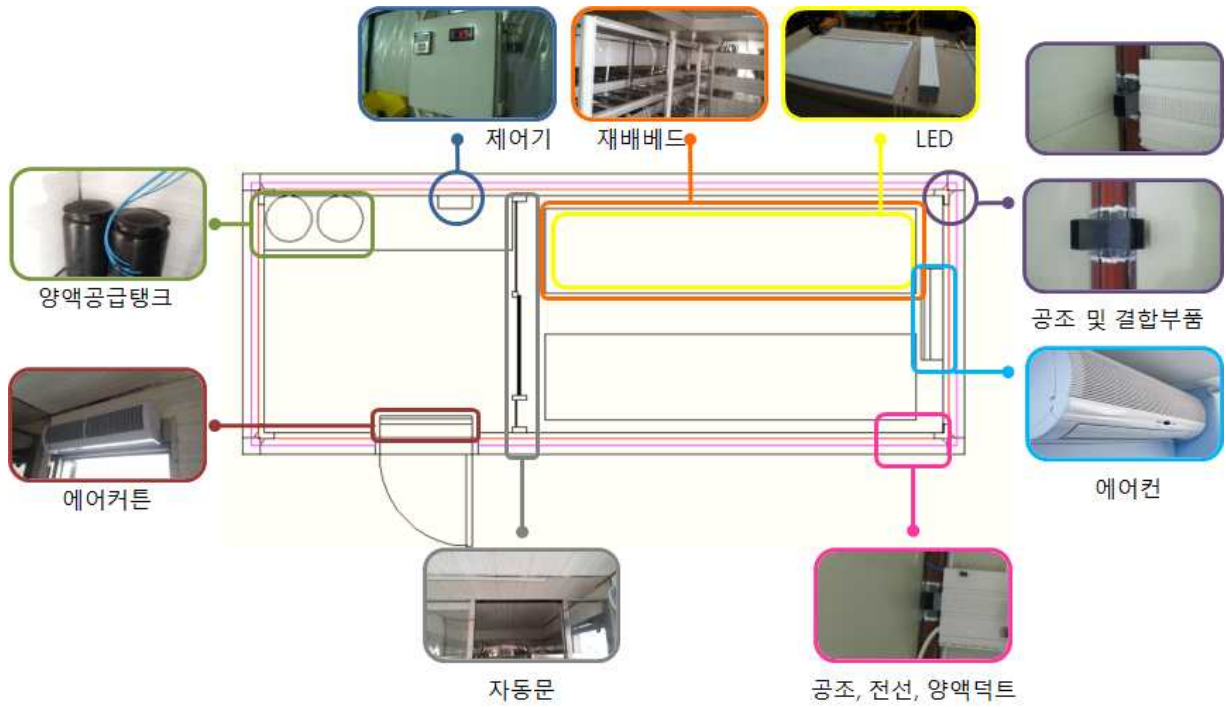 제어기
재배베드
LED
양액공급탱크
공조 및 결합부품
에어커튼
에어컨
자동문
공조, 전선, 양액덕트